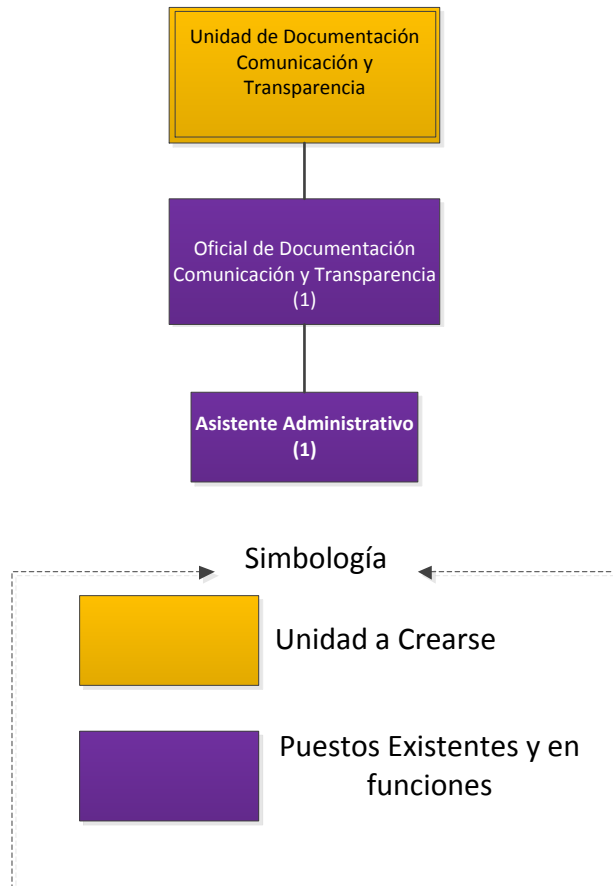 Unidad de Documentación
Comunicación y
Transparencia
Oficial de Documentación
Comunicación y Transparencia
(1)
Asistente Administrativo
(1)
Simbología
Unidad a Crearse
Puestos Existentes y en
funciones